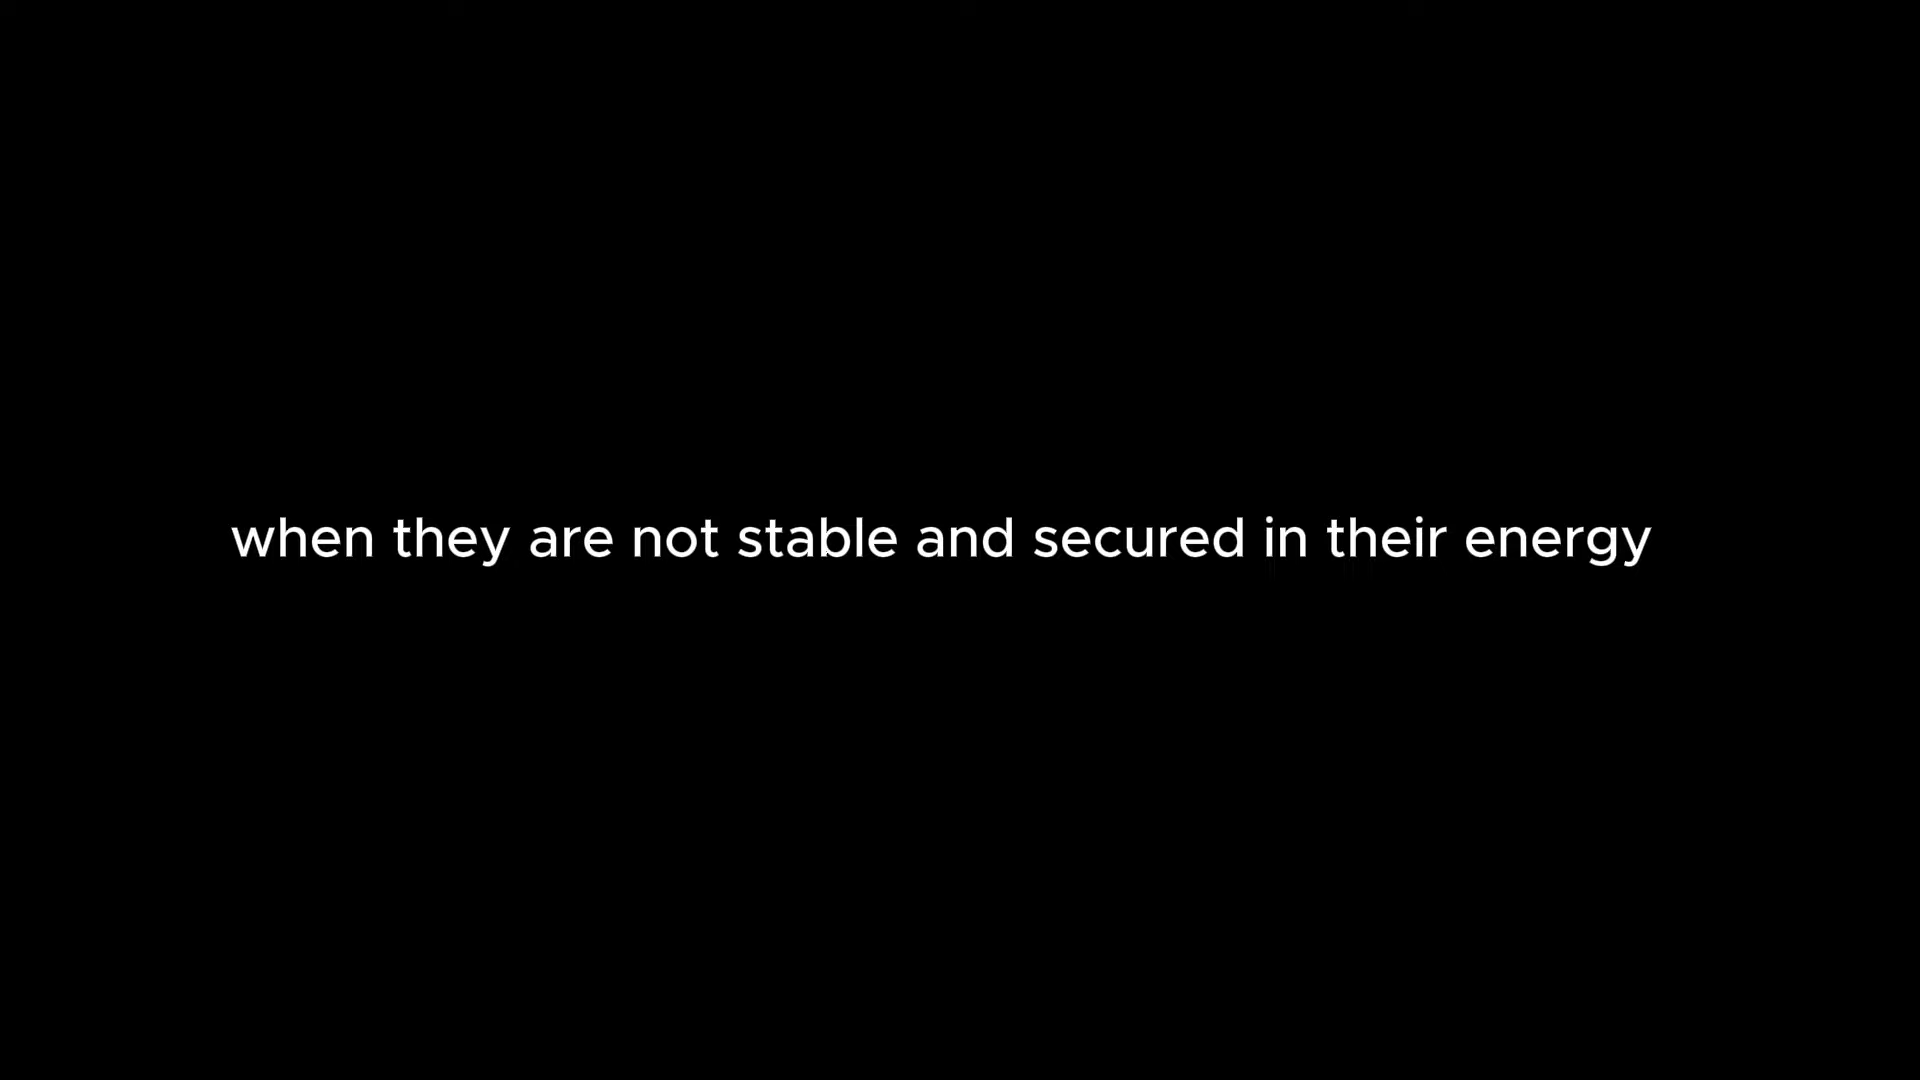 when they are not stable and secured in their energy